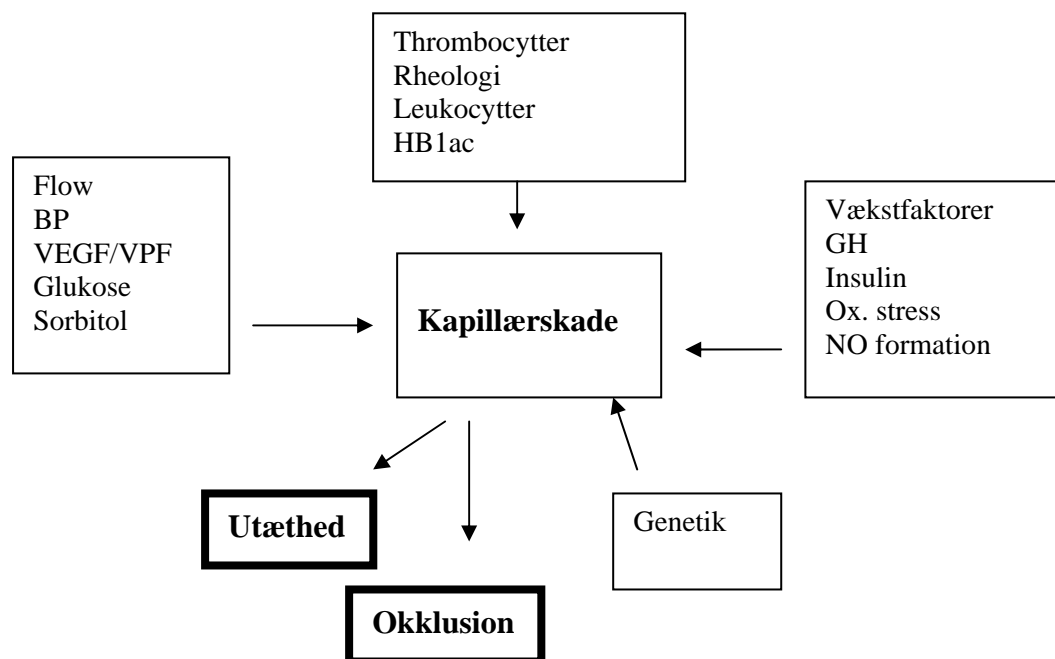 Thrombocytter
Rheologi
Leukocytter
HB1ac
Flow
BP
VEGF/VPF
Glukose
Sorbitol
Vækstfaktorer
GH
Insulin
Ox. stress
NO formation
Kapillærskade
Utæthed
Genetik
Okklusion